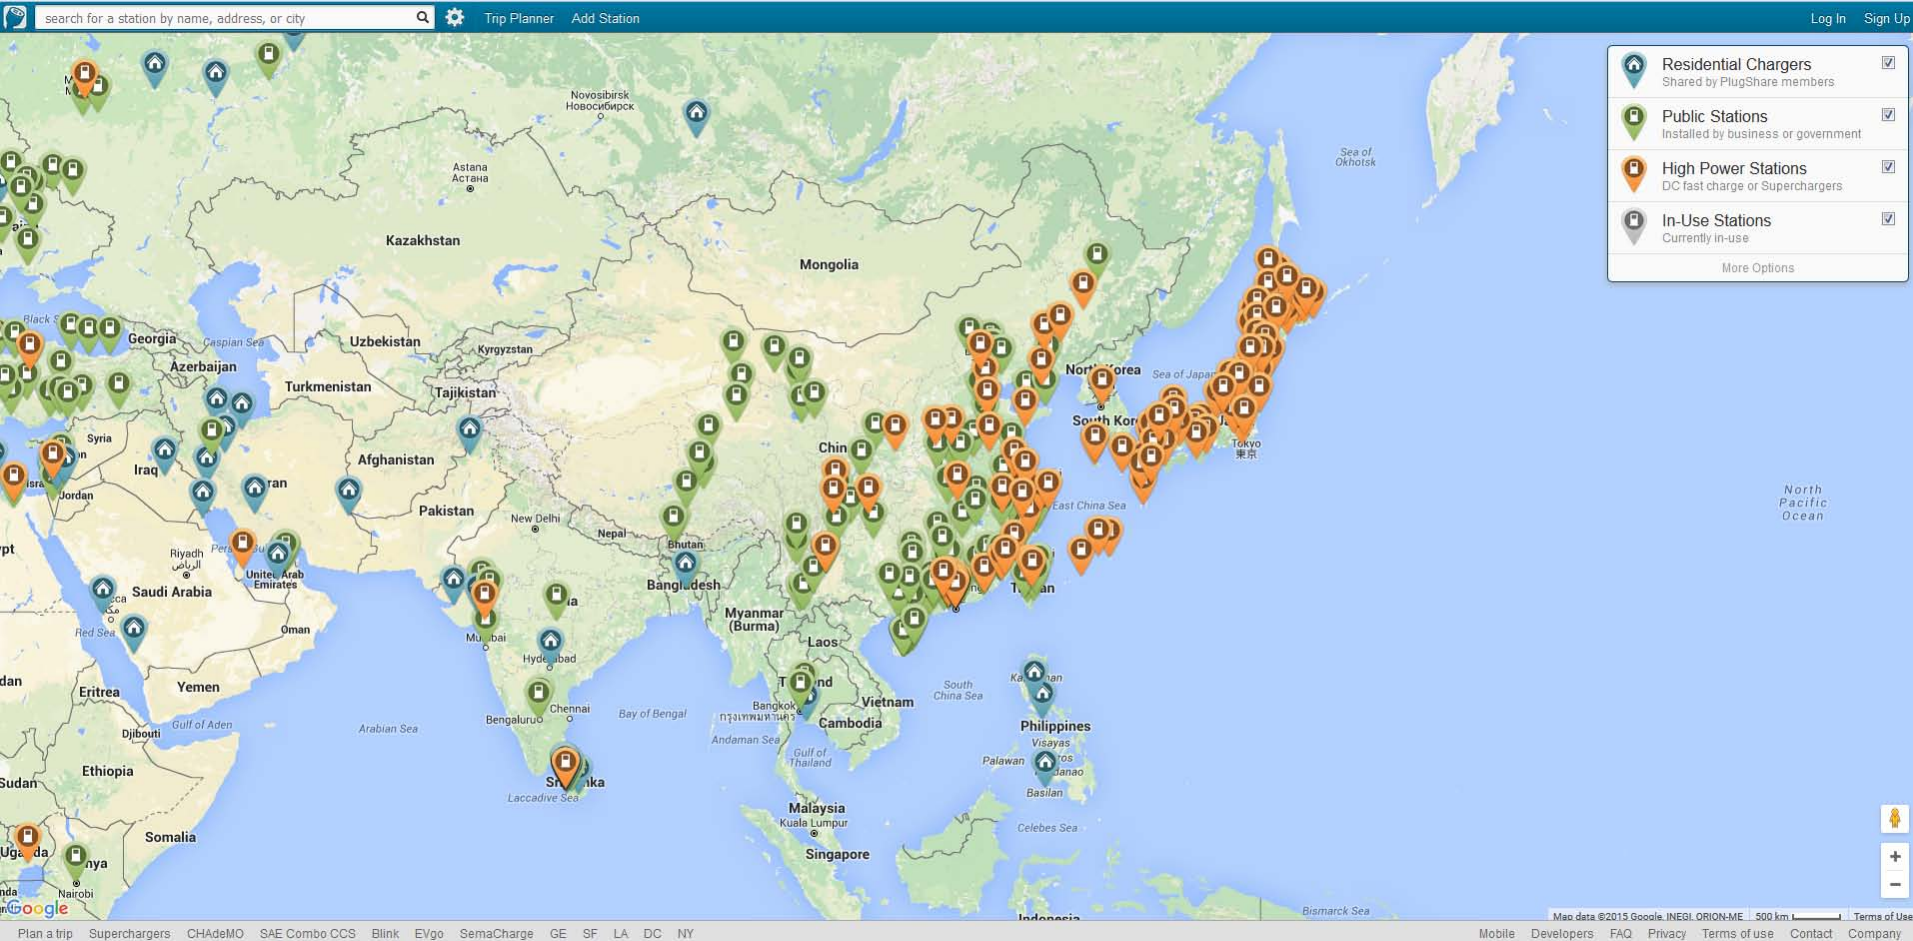 search for a station by name, address, or city
Trip Planner
Add Station
Log In
Sign Up
Residential Chargers
Shared by PlugShare members
Public Stations
Installed by business or government
High Power Stations
DC fast charge or Superchargers
In-Use Stations
Currently in-use
More Options
Novosibirsk
Новосибирск
Astana
Астана
Sea of
Okhotsk
Kazakhstan
Mongolia
Black S
Georgia
Caspian Sea
Azerbaijan
Uzbekistan
Kyrgyzstan
Turkmenistan
Tajikistan
North Korea
Sea of Japan
South Kor
Tokyo
東京
Syria
Iraq
Jordan
ran
Afghanistan
Pakistan
Chin
East China Sea
North
Pacific
Ocean
New Delhi
Nepal
Bhutan
Bangladesh
Riyadh
الرياض
United Arab
Emirates
Saudi Arabia
Red Sea
Oman
Yemen
Eritrea
Gulf of Aden
Djibouti
Ethiopia
Somalia
Nairobi
Arabian Sea
Bengaluru
Chennai
Laccadive Sea
Bay of Bengal
Myanmar
(Burma)
Laos
Vietnam
Bangkok
กรุงเทพมหานคร
Cambodia
Andaman Sea
Gulf of
Thailand
South
China Sea
Philippines
Visayas
Palawan
Basilan
Malaysia
Kuala Lumpur
Singapore
Celebes Sea
Indonesia
Bismarck Sea
Google
Map data ©2015 Google, INEGI, ORION-ME
500 km
Terms of Use
Plan a trip
Superchargers
CHAdeMO
SAE Combo CCS
Blink
EVgo
SemaCharge
GE
SF
LA
DC
NY
Mobile
Developers
FAQ
Privacy
Terms of use
Contact
Company